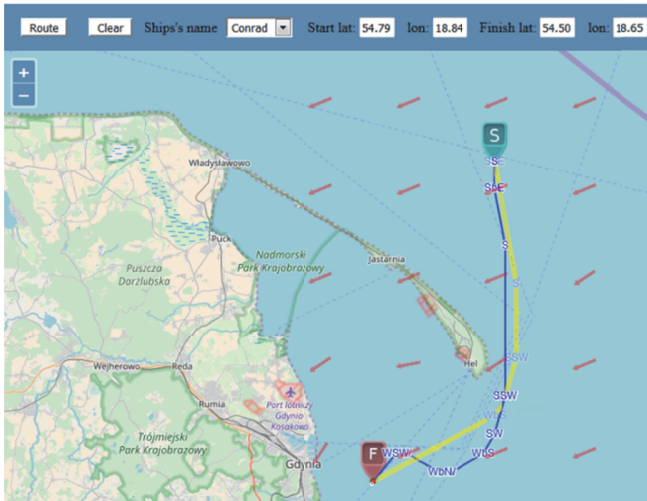 Route Clear Ships's name Conrad Start lat: 54.79 lon: 18.84 Finish lat: 54.50 lon: 18.65
+
−
S
SSE
SbE
Władysławowo
S
Puck
Nadmorski
Park Krajobrazowy
Jastarnia
Puszcza
Darżlubska
S
SSW
Hel
Wejherowo
Reda
Rumia
Port lotniczy
Gdynia
Kosakowo
SSW
WbS
SW
Trójmiejski
Park Krajobrazowy
Gdynia
F
WSW
WbS
WbN